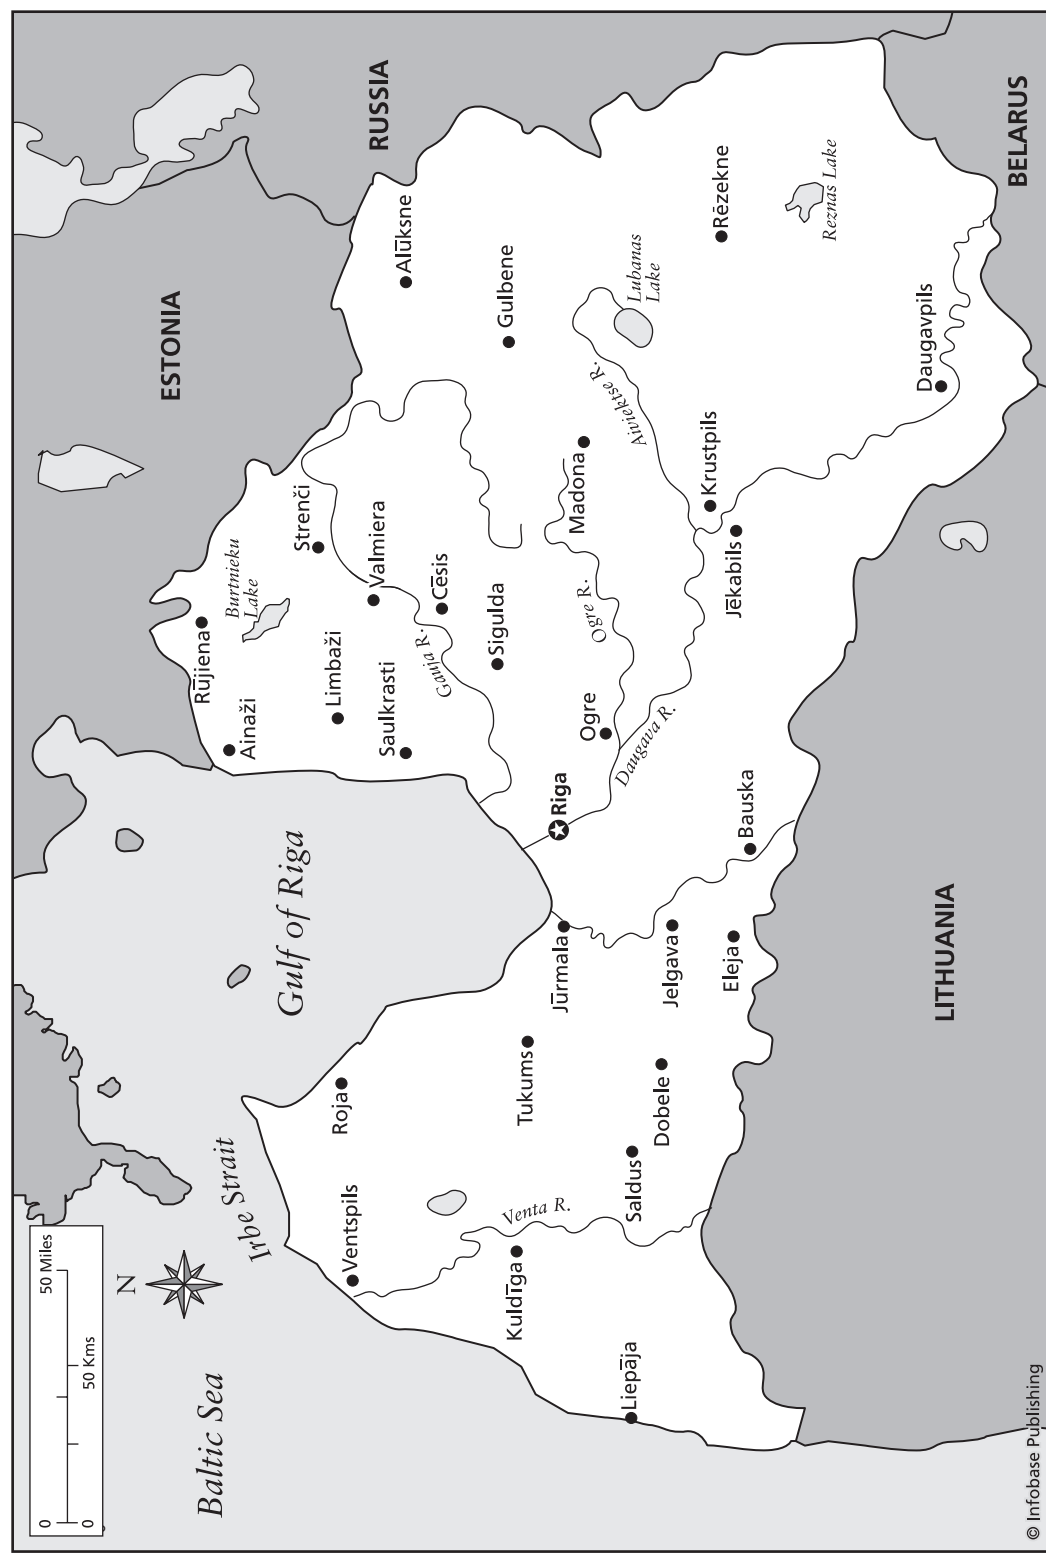 0
50 Miles
0
50 Kms
N
Baltic Sea
Irbe Strait
Gulf of Riga
ESTONIA
RUSSIA
BELARUS
LITHUANIA
Rūjiena
Burtnieku
Lake
Ainaži
Strenči
Limbaži
Valmiera
Saulkrasti
Cēsis
Gauja R.
Sigulda
Alūksne
Gulbene
Madona
Ogre R.
Ogre
Aiviektse R.
Lubanas
Lake
Rēzekne
Reznas Lake
Krustpils
Jēkabils
Daugavpils
Daugava R.
Riga
Jūrmala
Jelgava
Bauska
Eleja
Roja
Tukums
Dobele
Saldus
Ventspils
Venta R.
Kuldīga
Liepāja
© Infobase Publishing